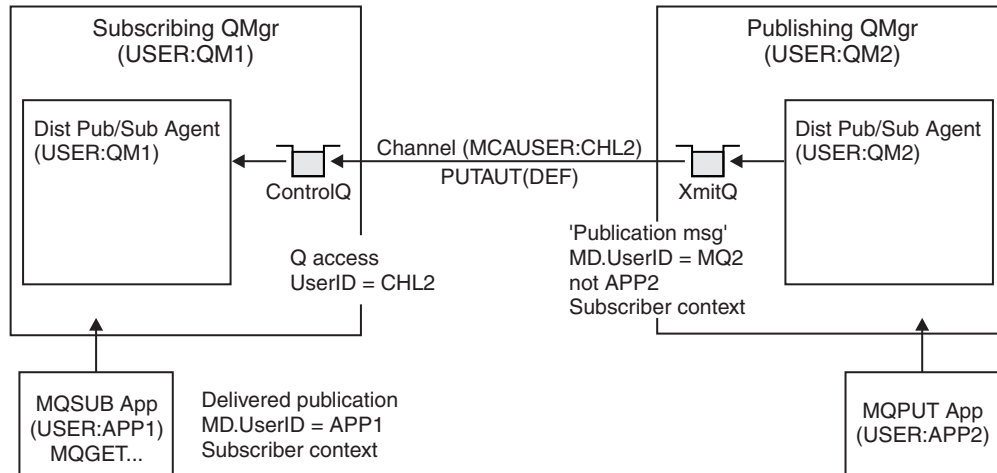 Subscribing QMgr
(USER:QM1)
Publishing QMgr
(USER:QM2)
Dist Pub/Sub Agent
(USER:QM1)
ControlQ
Channel (MCAUSER:CHL2)
PUTAUT(DEF)
XmitQ
Dist Pub/Sub Agent
(USER:QM2)
Q access
UserID = CHL2
'Publication msg'
MD.UserID = MQ2
not APP2
Subscriber context
MQSUB App
(USER:APP1)
MQGET...
Delivered publication
MD.UserID = APP1
Subscriber context
MQPUT App
(USER:APP2)